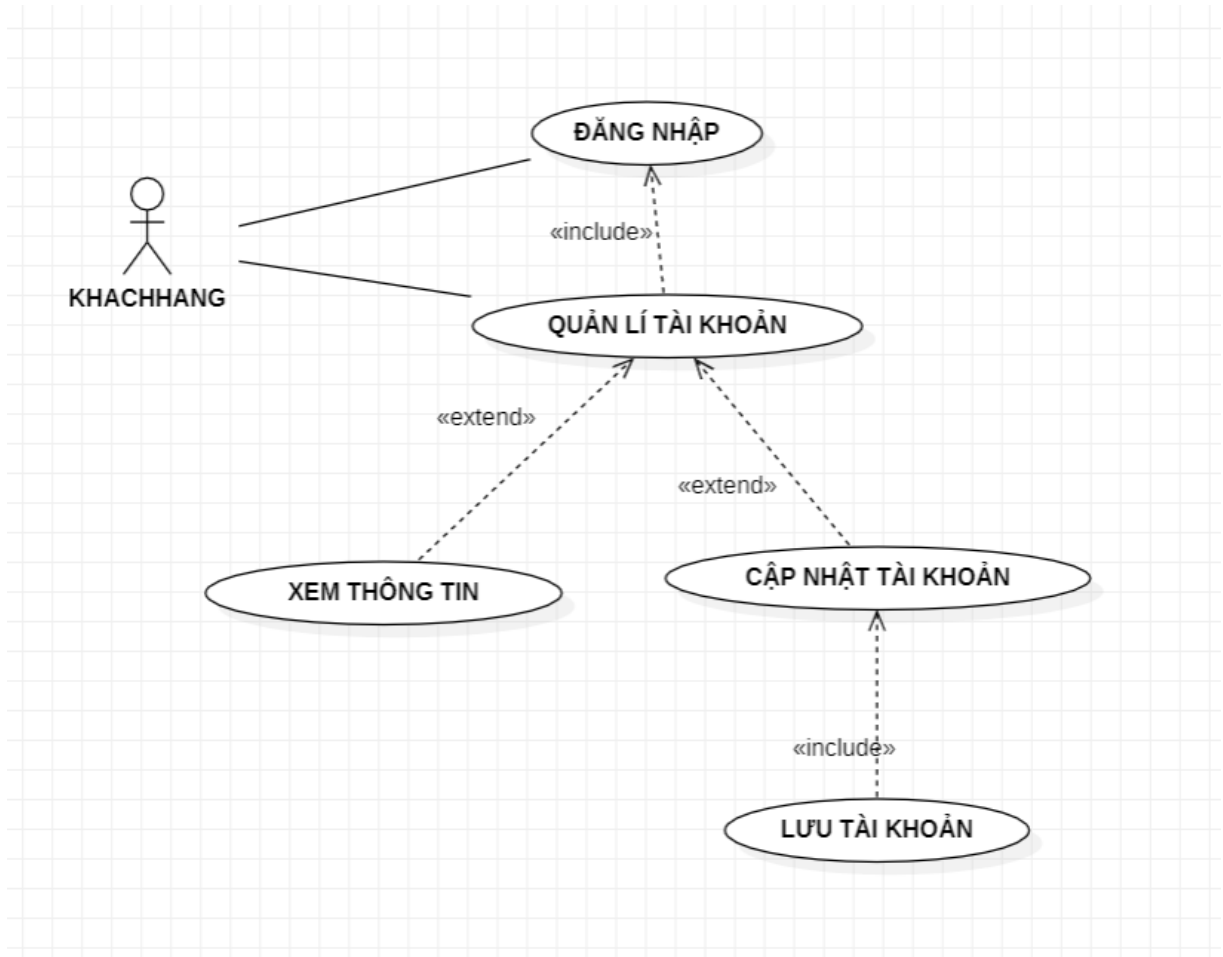 ĐĂNG NHẬP
«include»
KHACHHANG
QUẢN LÍ TÀI KHOẢN
«extend»
«extend»
XEM THÔNG TIN
CẬP NHẬT TÀI KHOẢN
«include»
LƯU TÀI KHOẢN